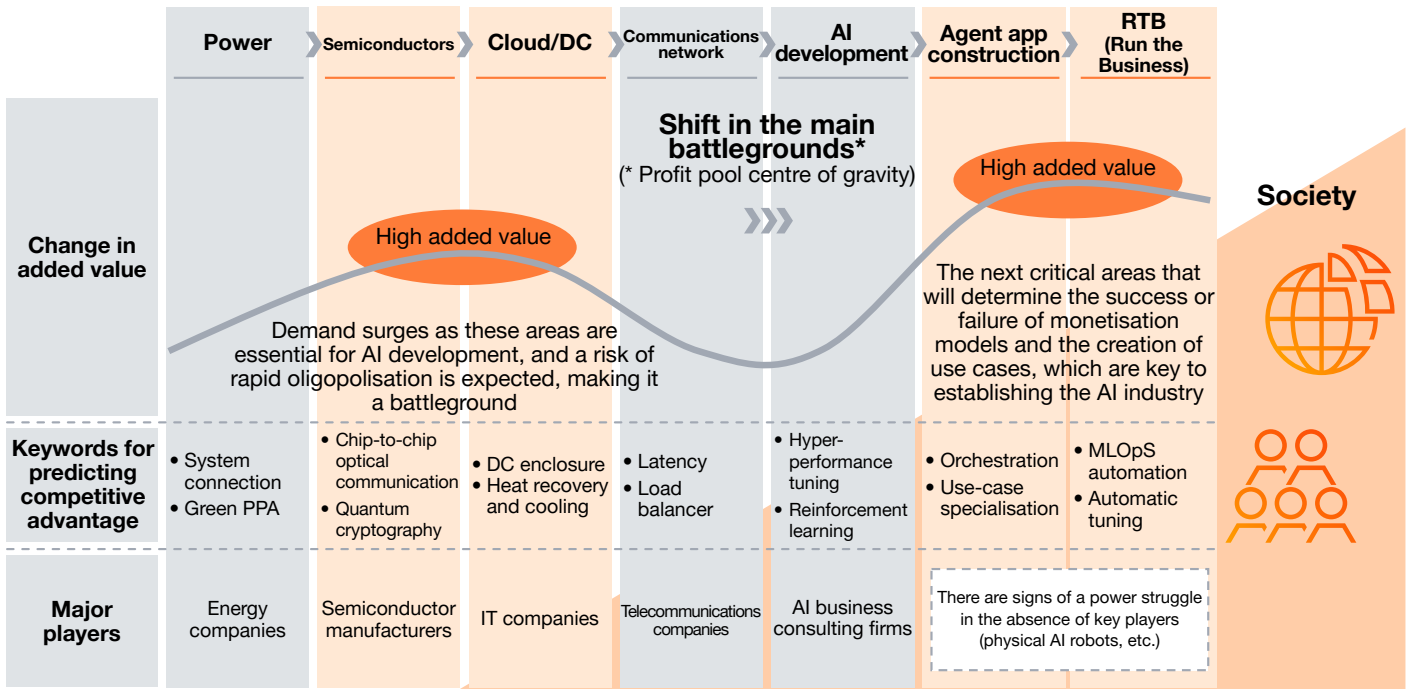 Power
Semiconductors
Cloud/DC
Communications
network
AI
development
Agent app
construction
RTB
(Run the
Business)
Change in
added value
High added value
Demand surges as these areas are
essential for AI development, and a risk of
rapid oligopolisation is expected, making it
a battleground
Shift in the main
battlegrounds*
(* Profit pool centre of gravity)
High added value
The next critical areas that
will determine the success or
failure of monetisation
models and the creation of
use cases, which are key to
establishing the AI industry
Society
Keywords for
predicting
competitive
advantage
• System
connection
• Green PPA
• Chip-to-chip
optical
communication
• Quantum
cryptography
• DC enclosure
• Heat recovery
and cooling
• Latency
• Load
balancer
• Hyper-
performance
tuning
• Reinforcement
learning
• Orchestration
• Use-case
specialisation
• MLOpS
automation
• Automatic
tuning
Major
players
Energy
companies
Semiconductor
manufacturers
IT companies
Telecommunications
companies
AI business
consulting firms
There are signs of a power struggle
in the absence of key players
(physical AI robots, etc.)